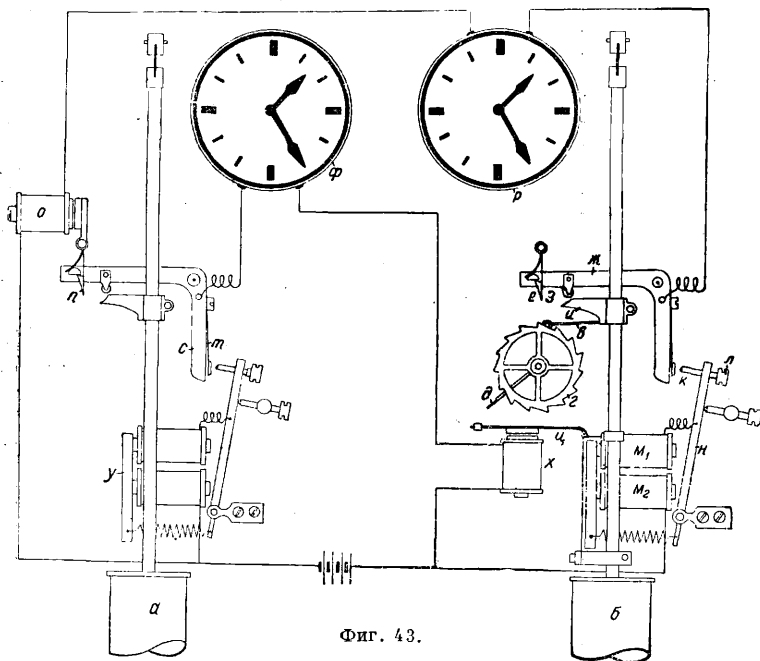 ф
р
о
п
с
т
у
а
ж
е
з
и
в
г
д
ц
х
к
л
н
М₁
М₂
б
Фиг. 43.